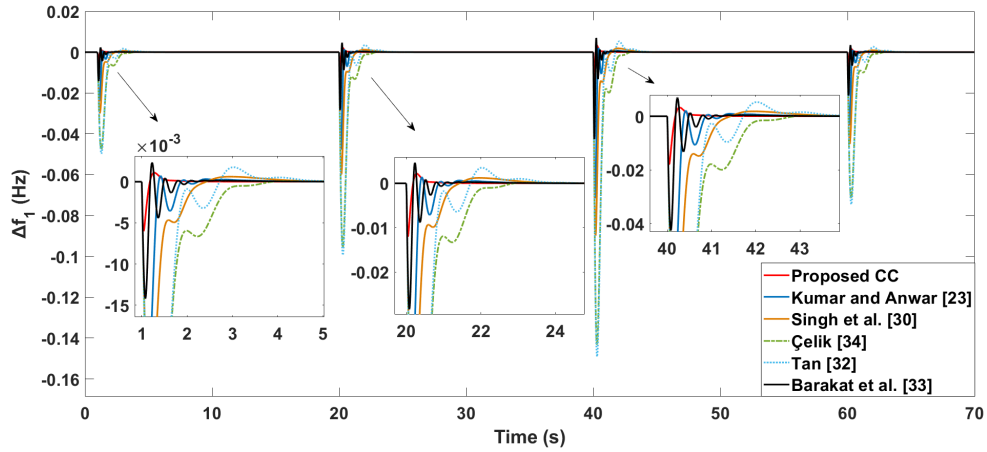 0.02
0
-0.02
-0.04
-0.06
-0.08
-0.1
-0.12
-0.14
-0.16
Δf1 (Hz)
0 10 20 30 40 50 60 70
Time (s)
×10-3
0
-5
-10
-15
1 2 3 4 5
0
-0.01
-0.02
20 22 24
0
-0.02
-0.04
40 41 42 43
Proposed CC
Kumar and Anwar [23]
Singh et al. [30]
Çelik [34]
Tan [32]
Barakat et al. [33]